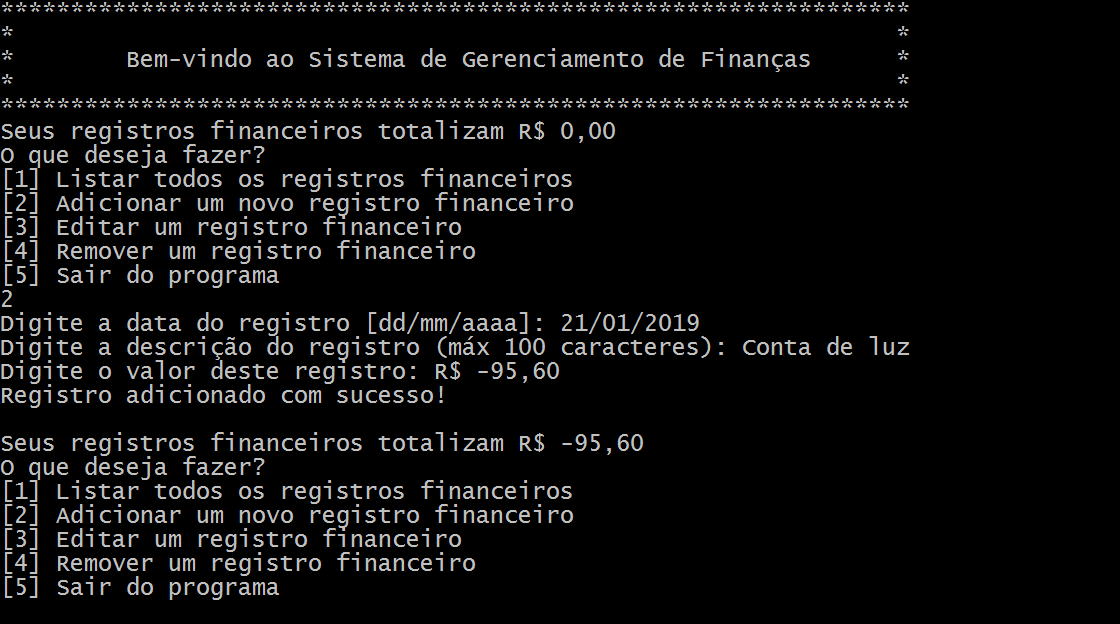 *****************************************************************
* *
* Bem-vindo ao Sistema de Gerenciamento de Finanças *
* *
*****************************************************************
Seus registros financeiros totalizam R$ 0,00
O que deseja fazer?
[1] Listar todos os registros financeiros
[2] Adicionar um novo registro financeiro
[3] Editar um registro financeiro
[4] Remover um registro financeiro
[5] Sair do programa
2
Digite a data do registro [dd/mm/aaaa]: 21/01/2019
Digite a descrição do registro (máx 100 caracteres): Conta de luz
Digite o valor deste registro: R$ -95,60
Registro adicionado com sucesso!
Seus registros financeiros totalizam R$ -95,60
O que deseja fazer?
[1] Listar todos os registros financeiros
[2] Adicionar um novo registro financeiro
[3] Editar um registro financeiro
[4] Remover um registro financeiro
[5] Sair do programa